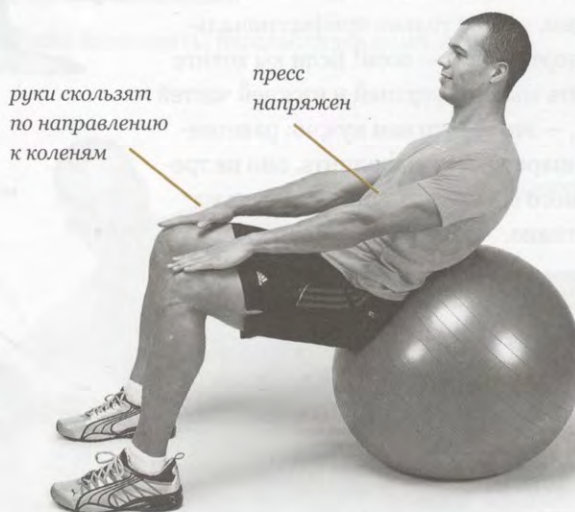 руки скользят
по направлению
к коленям
пресс
напряжен